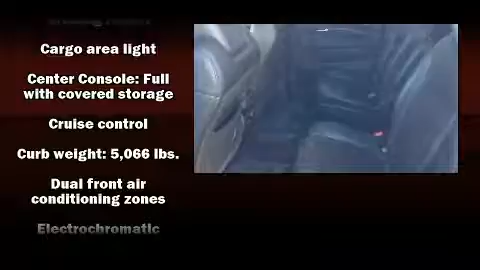 Cargo area light
Center Console: Full
with covered storage
Cruise control
Curb weight: 5,066 lbs.
Dual front air
conditioning zones
Electrochromatic